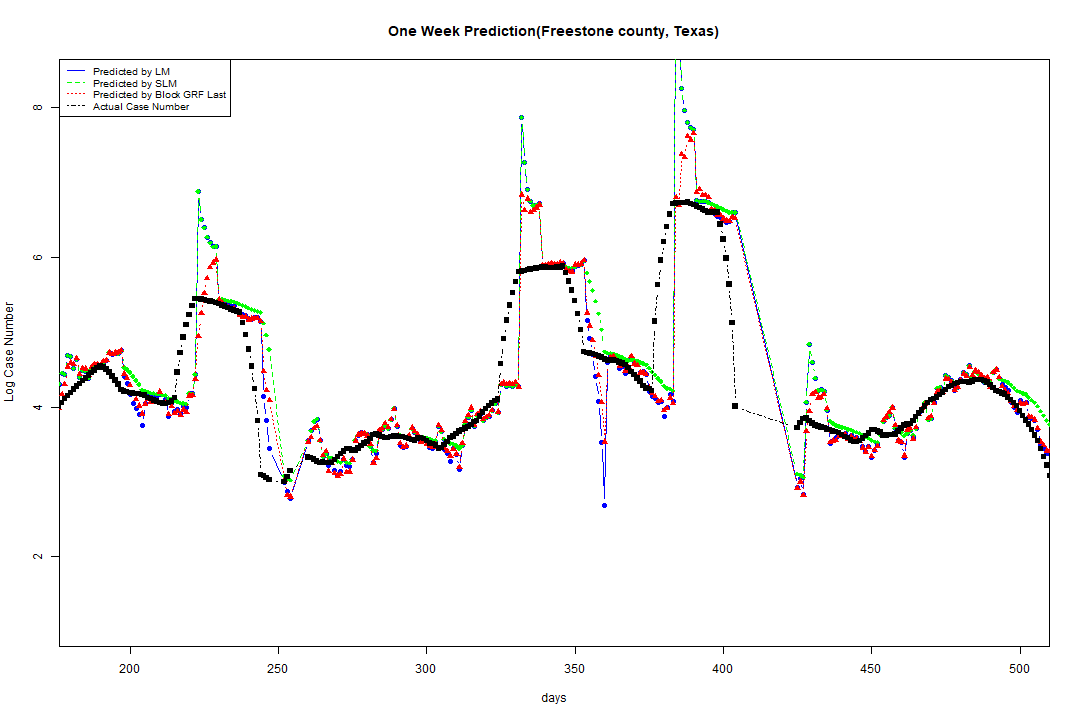 One Week Prediction(Freestone county, Texas)
Predicted by LM
Predicted by SLM
Predicted by Block GRF Last
Actual Case Number
Log Case Number
8
6
4
2
200 250 300 350 400 450 500
days